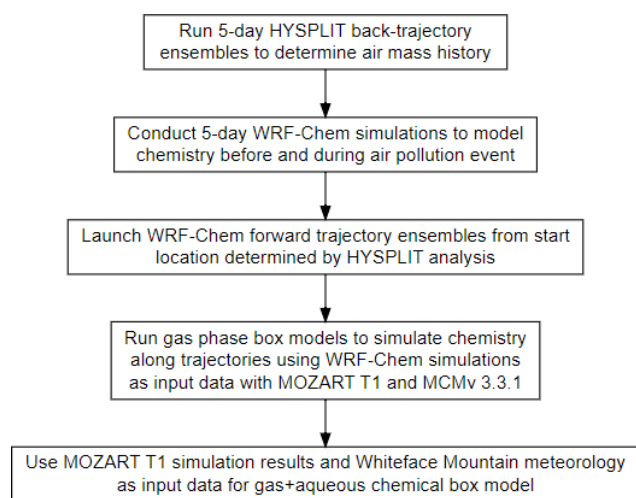 Run 5-day HYSPLIT back-trajectory
ensembles to determine air mass history
Conduct 5-day WRF-Chem simulations to model
chemistry before and during air pollution event
Launch WRF-Chem forward trajectory ensembles from start
location determined by HYSPLIT analysis
Run gas phase box models to simulate chemistry
along trajectories using WRF-Chem simulations
as input data with MOZART T1 and MCMv 3.3.1
Use MOZART T1 simulation results and Whiteface Mountain meteorology
as input data for gas+aqueous chemical box model